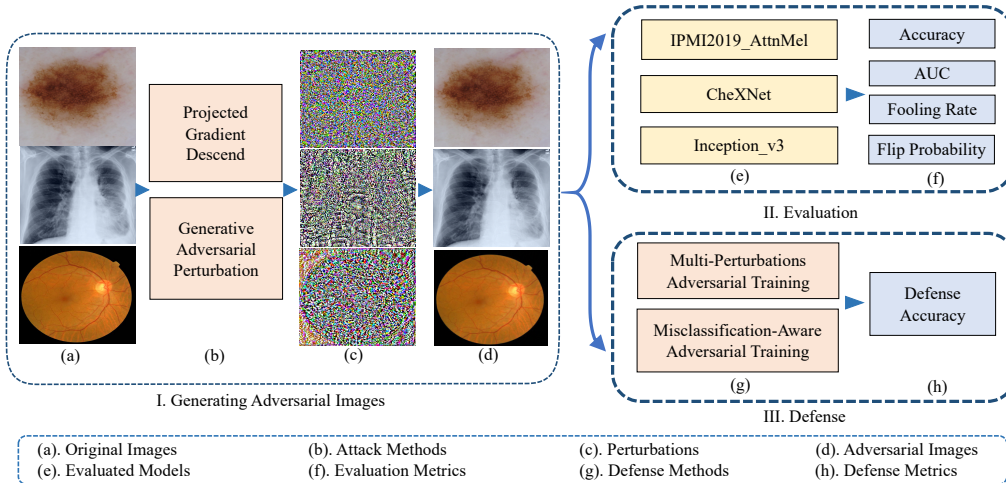 Projected
Gradient
Descend
Generative
Adversarial
Perturbation
(a)
(b)
(c)
(d)
I. Generating Adversarial Images
IPMI2019_AttnMel
CheXNet
Inception_v3
(e)
Accuracy
AUC
Fooling Rate
Flip Probability
(f)
II. Evaluation
Multi-Perturbations
Adversarial Training
Misclassification-Aware
Adversarial Training
(g)
Defense
Accuracy
(h)
III. Defense
(a). Original Images
(b). Attack Methods
(c). Perturbations
(d). Adversarial Images
(e). Evaluated Models
(f). Evaluation Metrics
(g). Defense Methods
(h). Defense Metrics